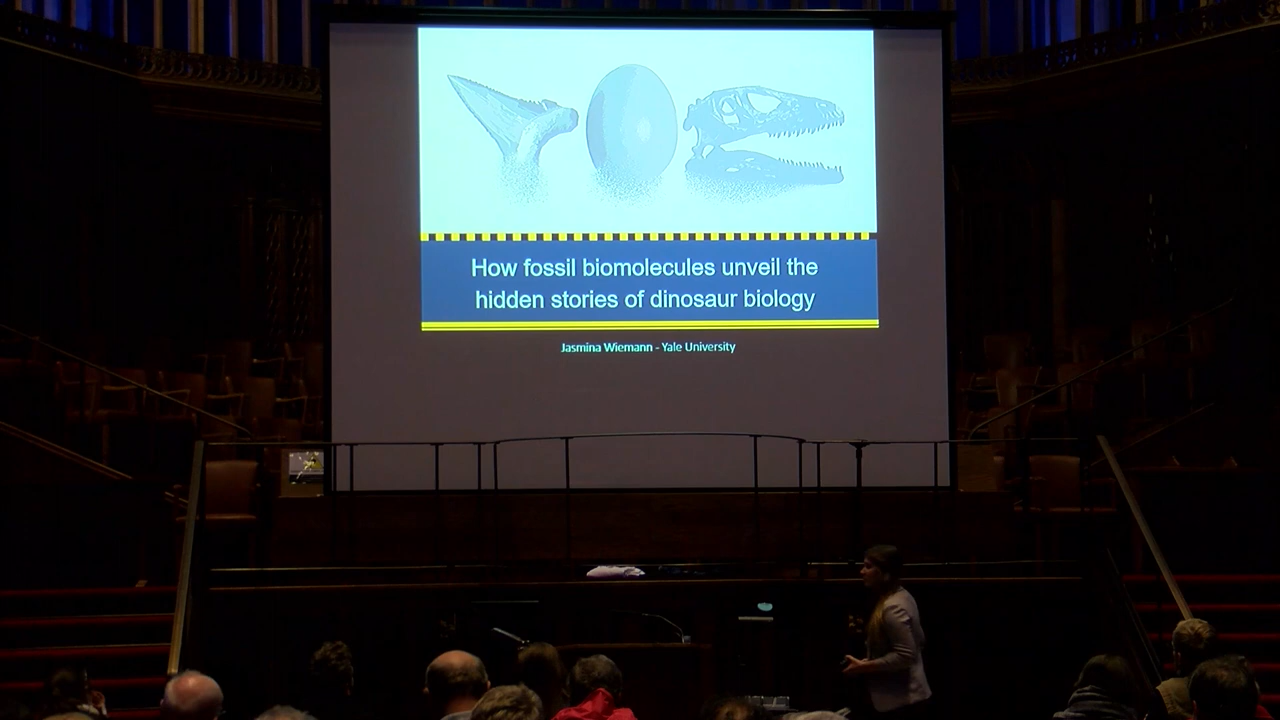 How fossil biomolecules unveil the
hidden stories of dinosaur biology
Jasmina Wiemann - Yale University